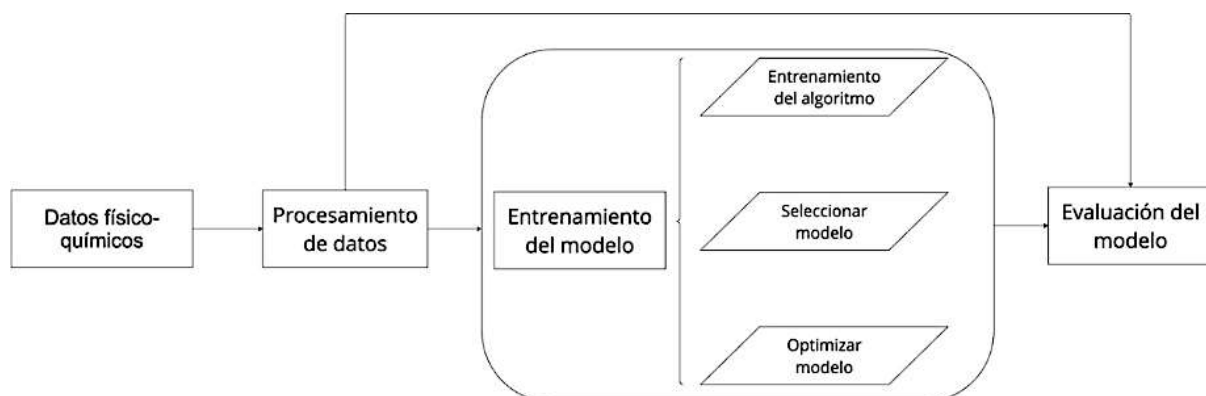 Datos físico-
químicos
Procesamiento
de datos
Entrenamiento
del modelo
Entrenamiento
del algoritmo
Seleccionar
modelo
Optimizar
modelo
Evaluación del
modelo